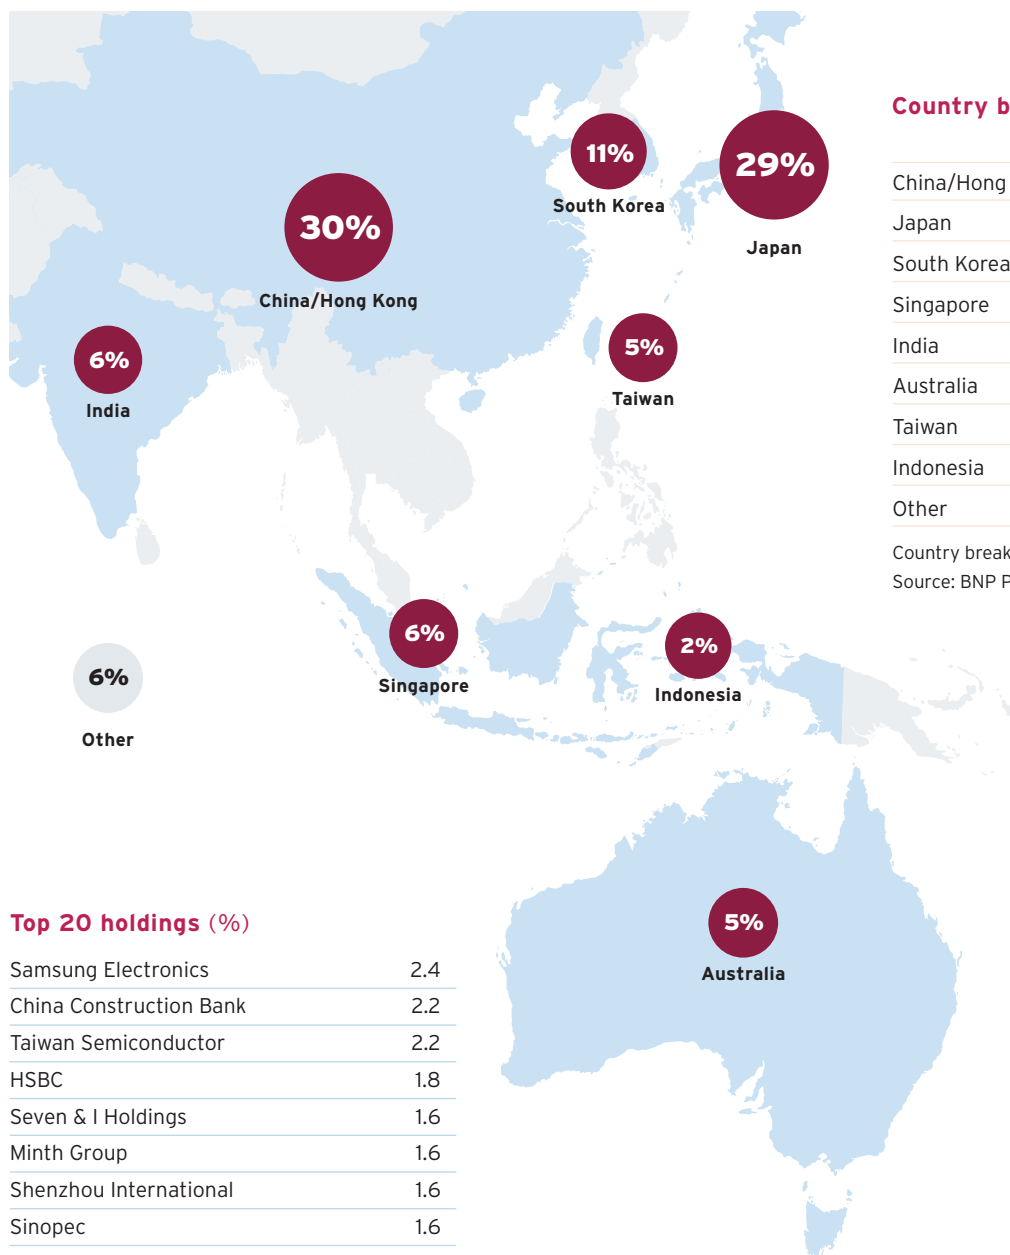 11%
South Korea
29%
Japan
30%
China/Hong Kong
6%
India
5%
Taiwan
6%
Singapore
2%
Indonesia
6%
Other
5%
Australia
Country b
China/Hong
Japan
South Korea
Singapore
India
Australia
Taiwan
Indonesia
Other
Country break
Source: BNP P
Top 20 holdings (%)
Samsung Electronics 2.4
China Construction Bank 2.2
Taiwan Semiconductor 2.2
HSBC 1.8
Seven & I Holdings 1.6
Minth Group 1.6
Shenzhou International 1.6
Sinopec 1.6